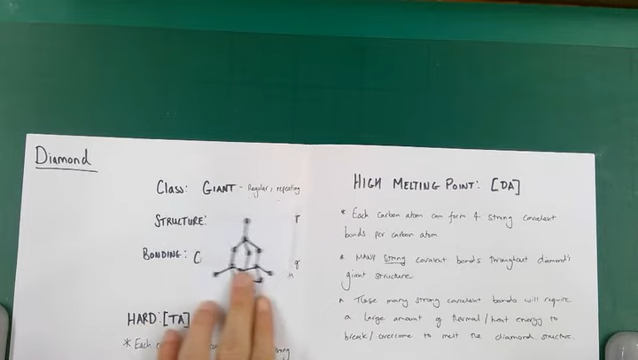 Diamond
Class: GIANT - Regular, repeating
STRUCTURE:
BONDING: C
HARD: [TA]
* Each
strong
HIGH MELTING POINT: [DA]
* Each carbon atom can form 4 strong covalent
bonds per carbon atom
* MANY strong covalent bonds throughout diamond's
giant structure
* These many strong covalent bonds will require
a large amount of thermal/heat energy to
break/overcome to melt the diamond structure.